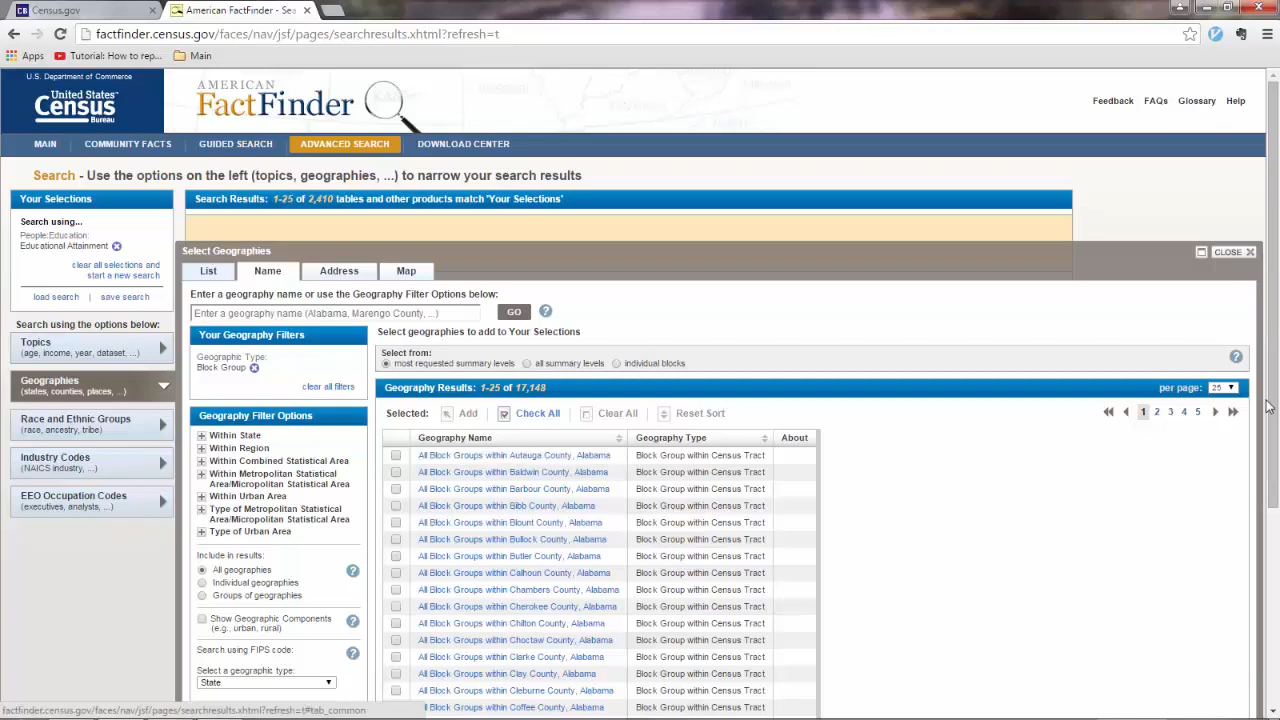 Census.gov
American FactFinder - Sea
factfinder.census.gov/faces/nav/jsf/pages/searchresults.xhtml?refresh=t
Apps
Tutorial: How to rep...
Main
U.S. Department of Commerce
United States™
Census
Bureau
AMERICAN
FactFinder
Feedback
FAQs
Glossary
Help
MAIN
COMMUNITY FACTS
GUIDED SEARCH
ADVANCED SEARCH
DOWNLOAD CENTER
Search - Use the options on the left (topics, geographies, ...) to narrow your search results
Your Selections
Search using...
People:Education:
Educational Attainment
clear all selections and
start a new search
load search | save search
Search using the options below:
Topics
(age, income, year, dataset, ...)
Geographies
(states, counties, places, ...)
Race and Ethnic Groups
(race, ancestry, tribe)
Industry Codes
(NAICS industry, ...)
EEO Occupation Codes
(executives, analysts, ...)
Search Results: 1-25 of 2,410 tables and other products match 'Your Selections'
Select Geographies
CLOSE
List
Name
Address
Map
Enter a geography name or use the Geography Filter Options below:
Enter a geography name (Alabama, Marengo County, ...)
GO
?
Your Geography Filters
Geographic Type:
Block Group
clear all filters
Geography Filter Options
Within State
Within Region
Within Combined Statistical Area
Within Metropolitan Statistical
Area/Micropolitan Statistical Area
Within Urban Area
Type of Metropolitan Statistical
Area/Micropolitan Statistical Area
Type of Urban Area
Include in results:
All geographies
?
Individual geographies
Groups of geographies
Show Geographic Components
(e.g., urban, rural)
?
Search using FIPS code:
?
Select a geographic type:
State
Select geographies to add to Your Selections
Select from:
most requested summary levels
all summary levels
individual blocks
?
Geography Results: 1-25 of 17,148
per page: 25
Selected:
Add
Check All
Clear All
Reset Sort
1 2 3 4 5
Geography Name
Geography Type
About
All Block Groups within Autauga County, Alabama Block Group within Census Tract
All Block Groups within Baldwin County, Alabama Block Group within Census Tract
All Block Groups within Barbour County, Alabama Block Group within Census Tract
All Block Groups within Bibb County, Alabama Block Group within Census Tract
All Block Groups within Blount County, Alabama Block Group within Census Tract
All Block Groups within Bullock County, Alabama Block Group within Census Tract
All Block Groups within Butler County, Alabama Block Group within Census Tract
All Block Groups within Calhoun County, Alabama Block Group within Census Tract
All Block Groups within Chambers County, Alabama Block Group within Census Tract
All Block Groups within Cherokee County, Alabama Block Group within Census Tract
All Block Groups within Chilton County, Alabama Block Group within Census Tract
All Block Groups within Choctaw County, Alabama Block Group within Census Tract
All Block Groups within Clarke County, Alabama Block Group within Census Tract
All Block Groups within Clay County, Alabama Block Group within Census Tract
All Block Groups within Cleburne County, Alabama Block Group within Census Tract
All Block Groups within Coffee County, Alabama Block Group within Census Tract
factfinder.census.gov/faces/nav/jsf/pages/searchresults.xhtml?refresh=t#tab_common